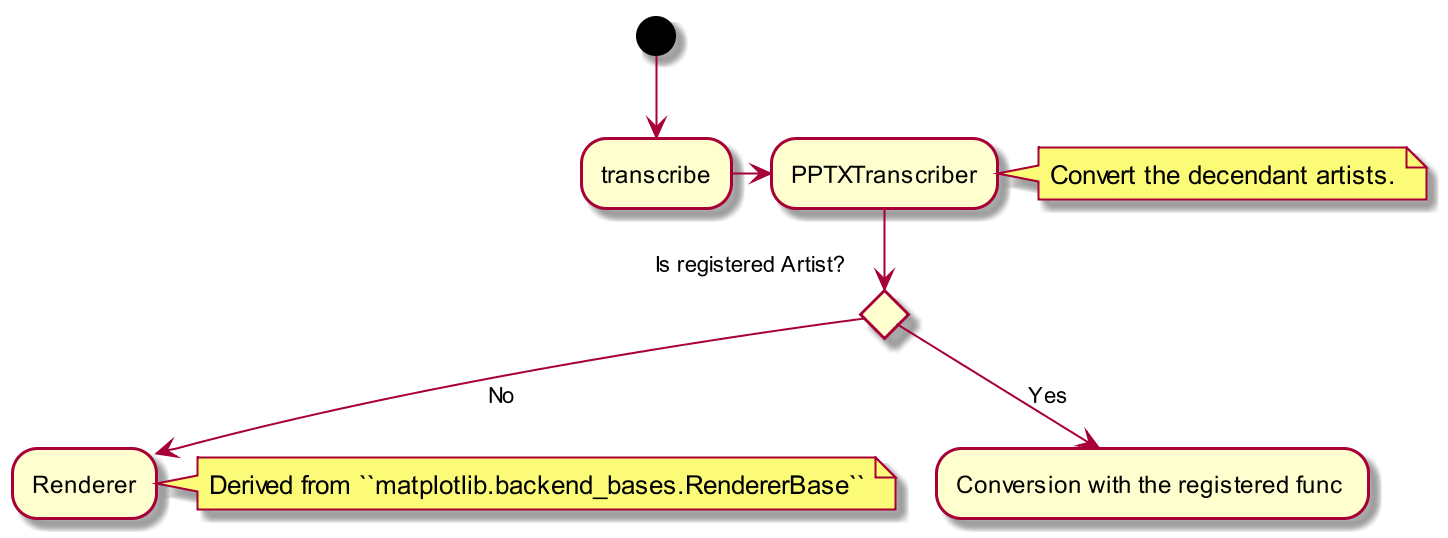 transcribe
PPTXTranscriber
Convert the decendant artists.
Is registered Artist?
No
Yes
Renderer
Derived from ``matplotlib.backend_bases.RendererBase``
Conversion with the registered func